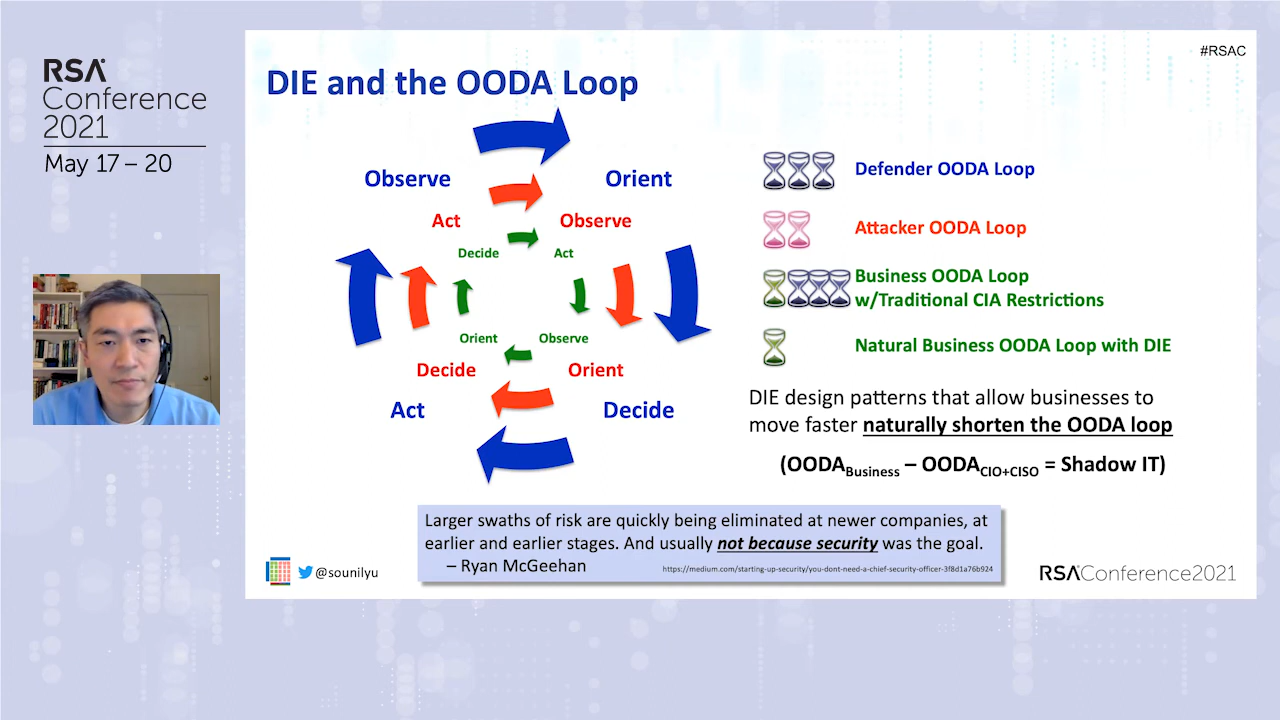 RSA
Conference
2021
May 17 – 20
#RSAC
DIE and the OODA Loop
Observe
Orient
Act
Observe
Decide
Act
Orient
Observe
Decide
Orient
Act
Decide
Defender OODA Loop
Attacker OODA Loop
Business OODA Loop
w/Traditional CIA Restrictions
Natural Business OODA Loop with DIE
DIE design patterns that allow businesses to
move faster naturally shorten the OODA loop
(OODABusiness – OODACIO+CISO = Shadow IT)
Larger swaths of risk are quickly being eliminated at newer companies, at
earlier and earlier stages. And usually not because security was the goal.
– Ryan McGeehan
https://medium.com/starting-up-security/you-dont-need-a-chief-security-officer-3f8d1a76b924
@sounilyu
RSAConference2021